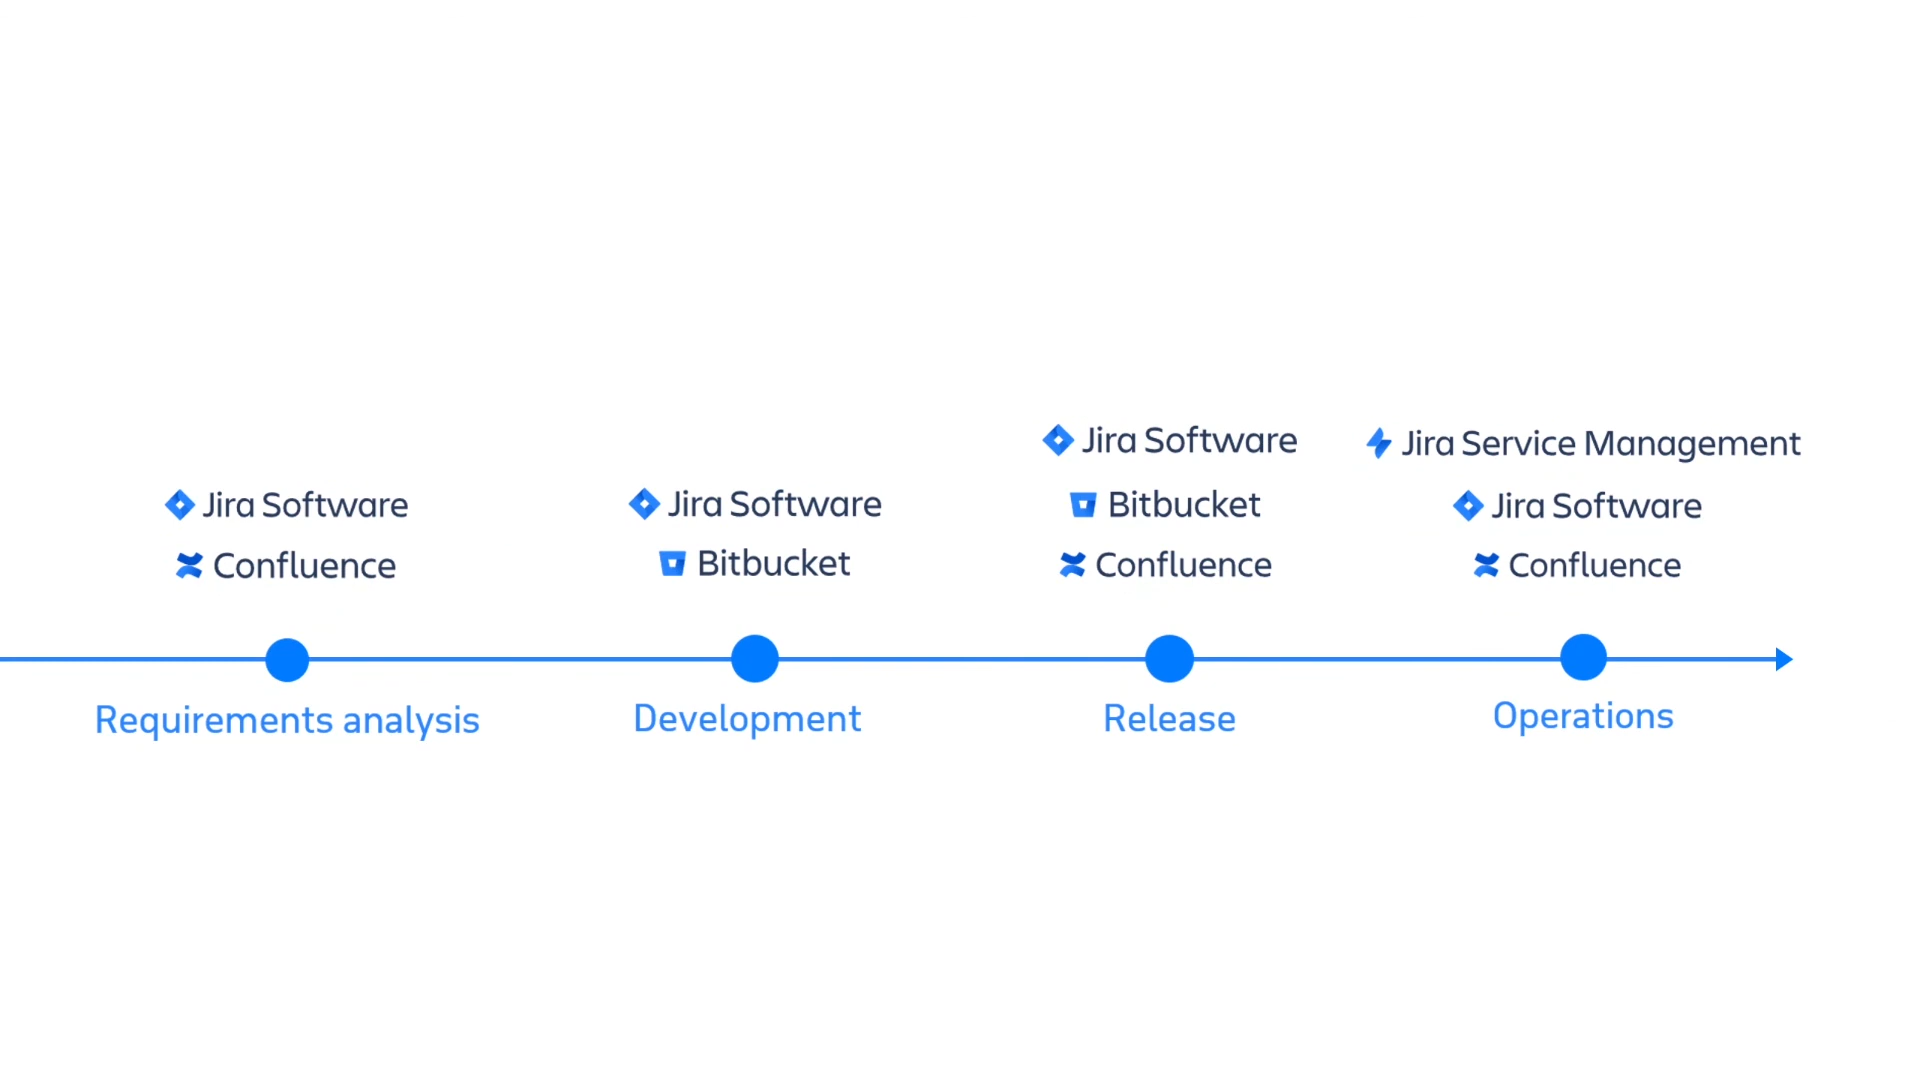 Jira Software
Confluence
Requirements analysis
Jira Software
Bitbucket
Development
Jira Software
Bitbucket
Confluence
Release
Jira Service Management
Jira Software
Confluence
Operations